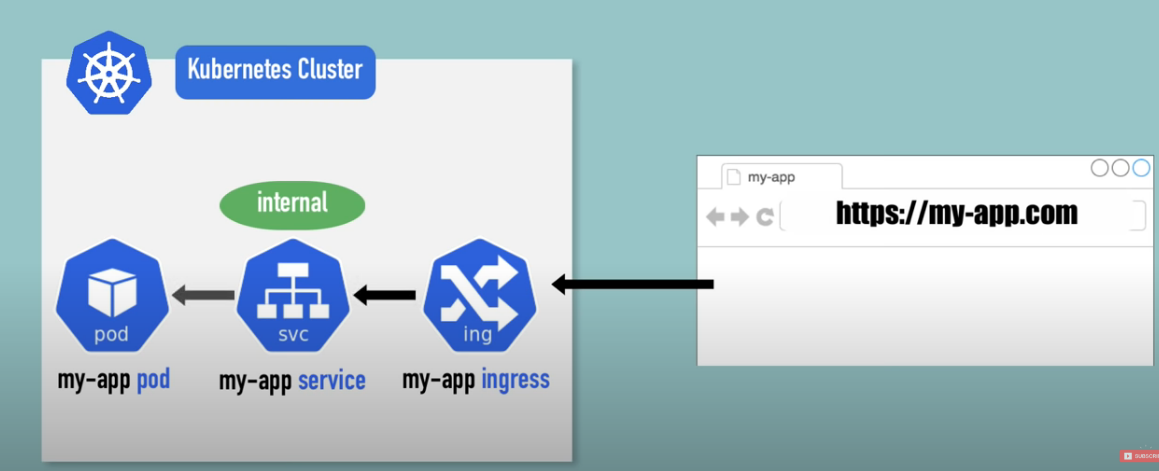 Kubernetes Cluster
my-app
https://my-app.com
internal
pod
svc
ing
my-app pod
my-app service
my-app ingress